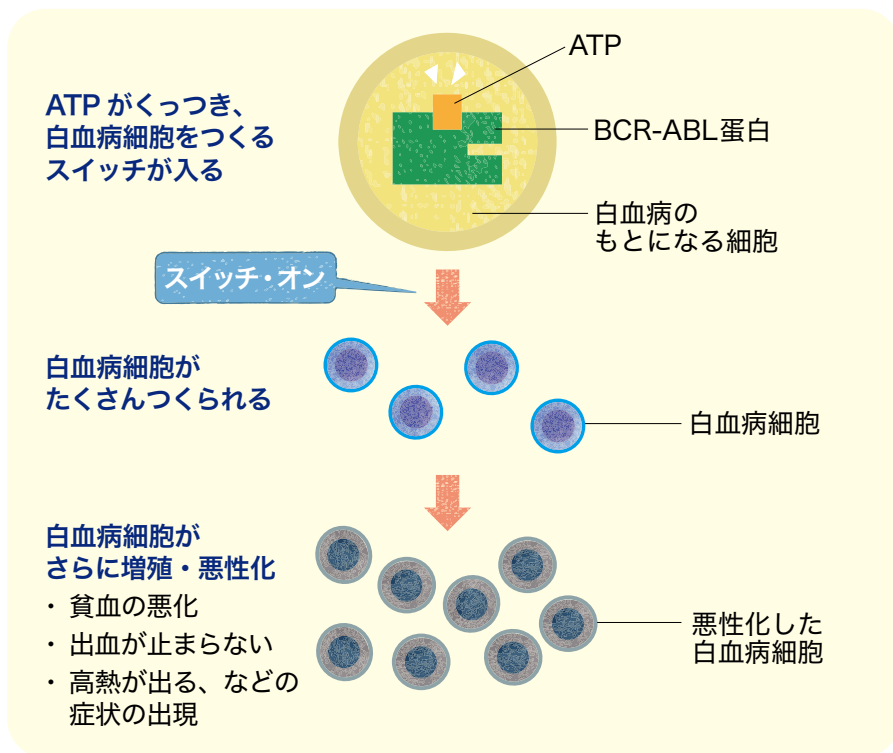 ATP
ATPがくっつき、
白血病細胞をつくる
スイッチが入る
BCR-ABL蛋白
白血病の
もとになる細胞
スイッチ・オン
白血病細胞が
たくさんつくられる
白血病細胞
白血病細胞が
さらに増殖・悪性化
・ 貧血の悪化
・ 出血が止まらない
・ 高熱が出る、などの
症状の出現
悪性化した
白血病細胞